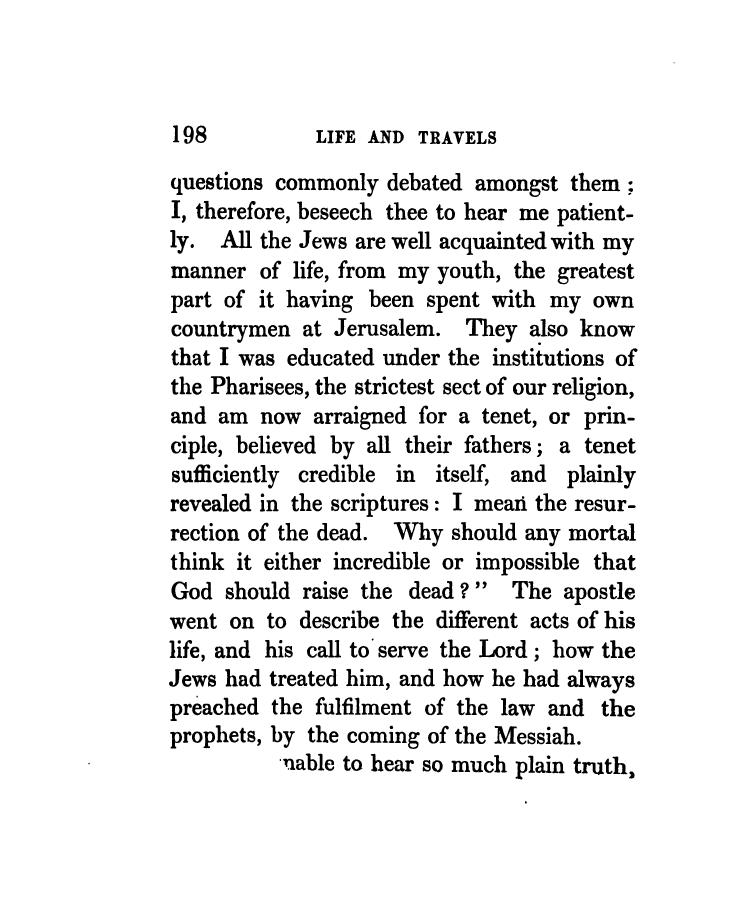 198 LIFE AND TRAVELS
questions commonly debated amongst them ;
I, therefore, beseech thee to hear me patient-
ly. All the Jews are well acquainted with my
manner of life, from my youth, the greatest
part of it having been spent with my own
countrymen at Jerusalem. They also know
that I was educated under the institutions of
the Pharisees, the strictest sect of our religion,
and am now arraigned for a tenet, or prin-
ciple, believed by all their fathers ; a tenet
sufficiently credible in itself, and plainly
revealed in the scriptures : I mean the resur-
rection of the dead. Why should any mortal
think it either incredible or impossible that
God should raise the dead ? " The apostle
went on to describe the different acts of his
life, and his call to serve the Lord ; how the
Jews had treated him, and how he had always
preached the fulfilment of the law and the
prophets, by the coming of the Messiah.
nable to hear so much plain truth,